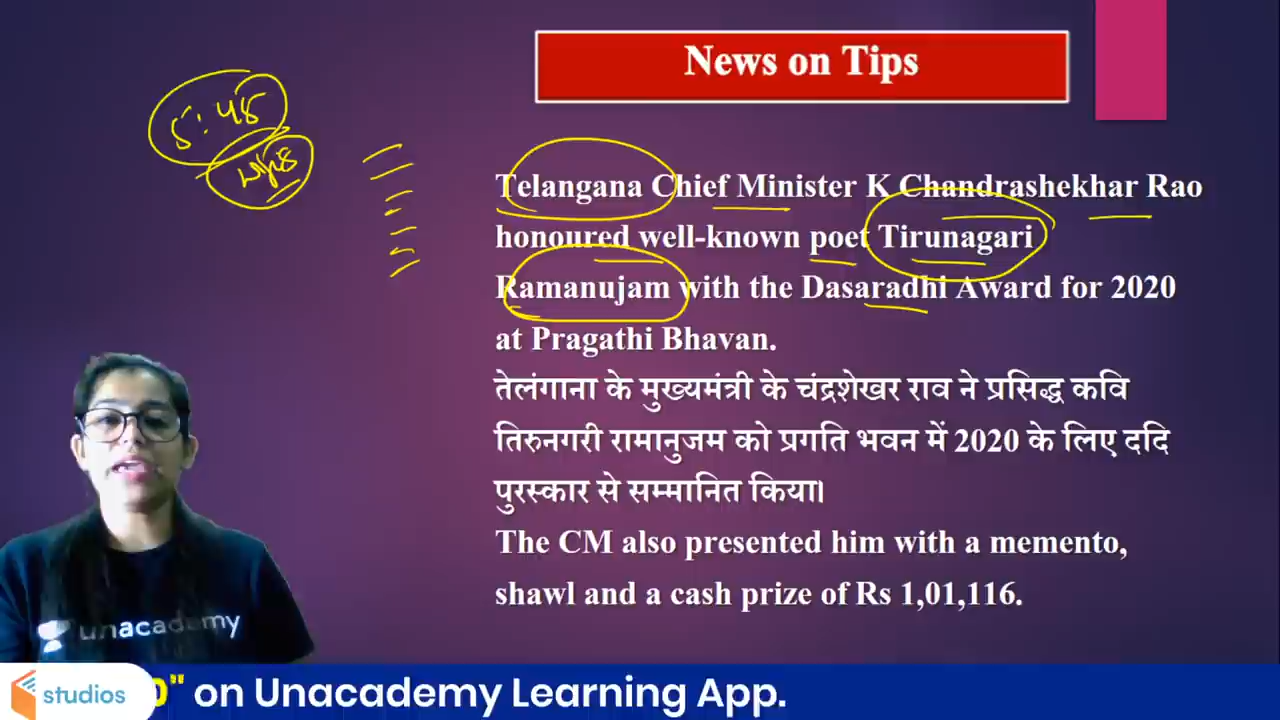 News on Tips
5:45
Telangana Chief Minister K Chandrashekhar Rao
honoured well-known poet Tirunagari
Ramanujam with the Dasaradhi Award for 2020
at Pragathi Bhavan.
तेलंगाना के मुख्यमंत्री के चंद्रशेखर राव ने प्रसिद्ध कवि
तिरुनगरी रामानुजम को प्रगति भवन में 2020 के लिए ददि
पुरस्कार से सम्मानित किया।
The CM also presented him with a memento,
shawl and a cash prize of Rs 1,01,116.
unacademy
studios
0" on Unacademy Learning App.